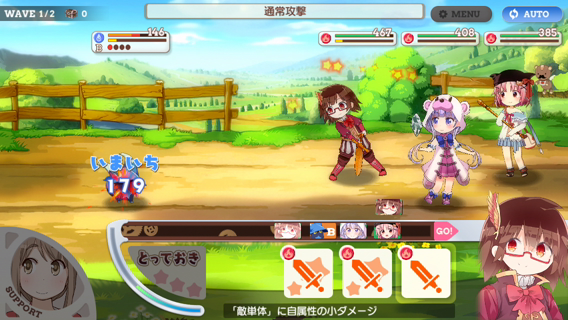 WAVE 1/2 0
通常攻撃
MENU
AUTO
146
B
467
408
385
いまいち
179
B
GO!
とっておき
SUPPORT
「敵単体」に自属性の小ダメージ